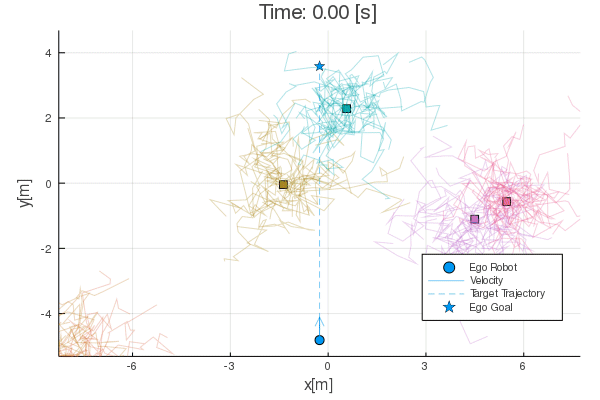 Time: 0.00 [s]
4
2
0
-2
-4
y[m]
-6
-3
0
3
6
x[m]
Ego Robot
Velocity
Target Trajectory
Ego Goal